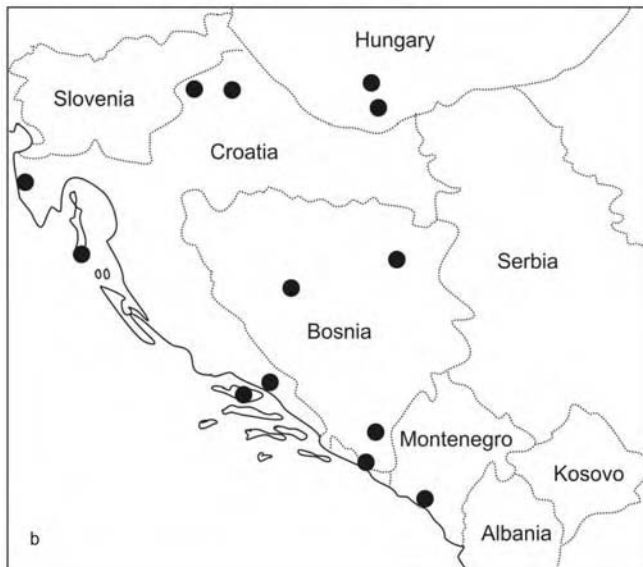 Hungary
Slovenia
Croatia
Serbia
Bosnia
Montenegro
Kosovo
Albania
b